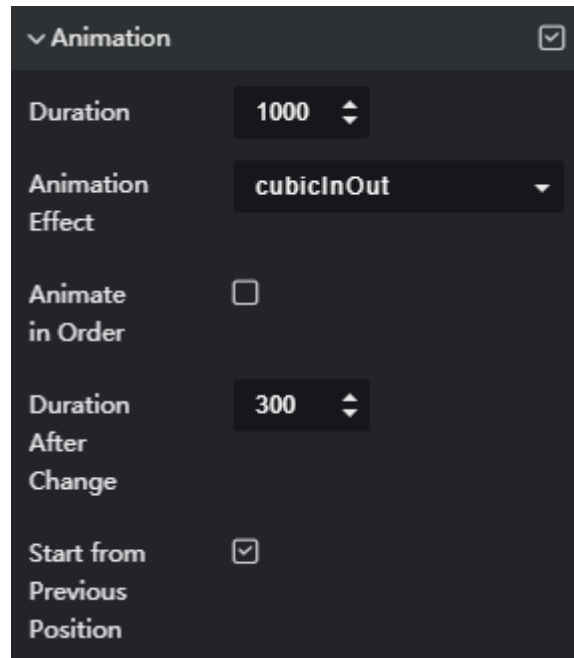 Animation
Duration 1000
Animation cubicInOut
Effect
Animate
in Order
Duration 300
After
Change
Start from
Previous
Position